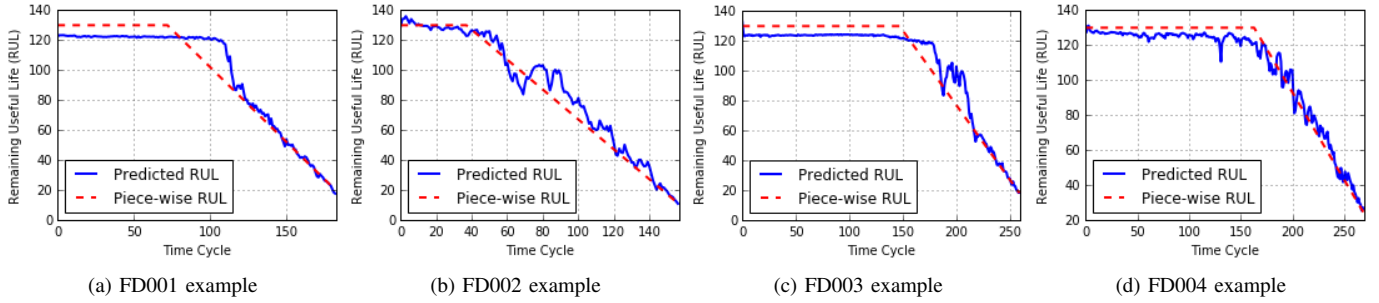 140
120
100
80
60
40
20
0
Remaining Useful Life (RUL)
Predicted RUL
Piece-wise RUL
0 50 100 150
Time Cycle
(a) FD001 example
140
120
100
80
60
40
20
0
Remaining Useful Life (RUL)
Predicted RUL
Piece-wise RUL
0 20 40 60 80 100 120 140
Time Cycle
(b) FD002 example
140
120
100
80
60
40
20
0
Remaining Useful Life (RUL)
Predicted RUL
Piece-wise RUL
0 50 100 150 200 250
Time Cycle
(c) FD003 example
140
120
100
80
60
40
20
Remaining Useful Life (RUL)
Predicted RUL
Piece-wise RUL
0 50 100 150 200 250
Time Cycle
(d) FD004 example